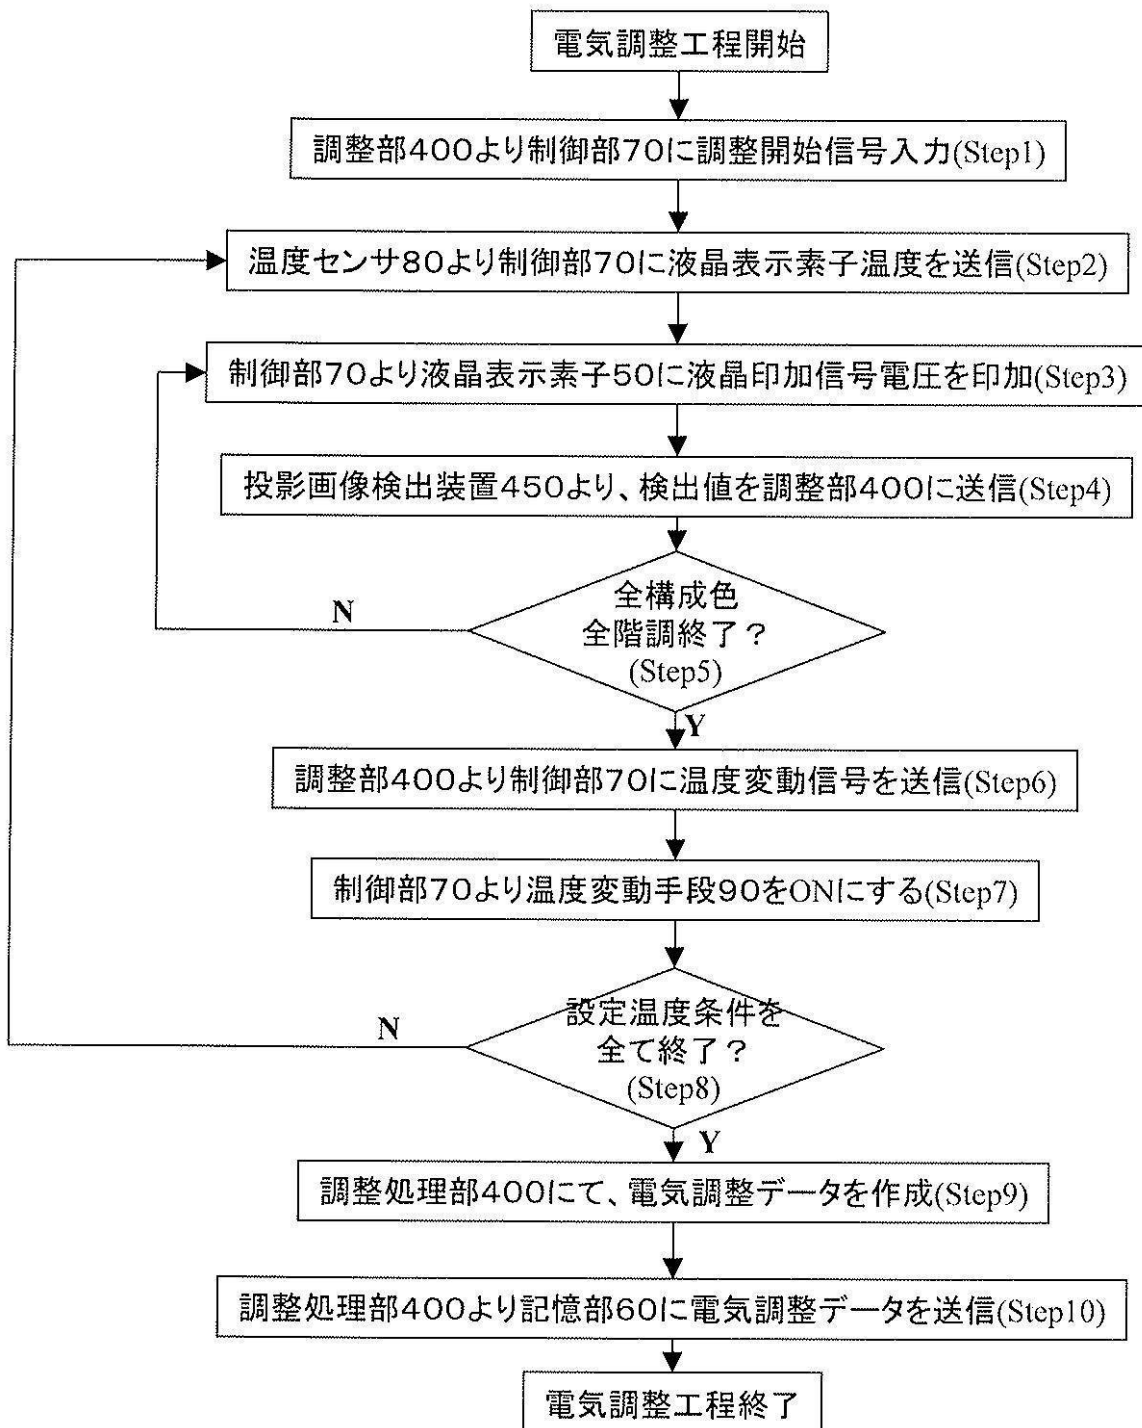 電気調整工程開始
調整部400より制御部70に調整開始信号入力(Step1)
温度センサ80より制御部70に液晶表示素子温度を送信(Step2)
制御部70より液晶表示素子50に液晶印加信号電圧を印加(Step3)
投影画像検出装置450より、検出値を調整部400に送信(Step4)
全構成色
全階調終了？
(Step5)
N
Y
調整部400より制御部70に温度変動信号を送信(Step6)
制御部70より温度変動手段90をONにする(Step7)
設定温度条件を
全て終了？
(Step8)
N
Y
調整処理部400にて、電気調整データを作成(Step9)
調整処理部400より記憶部60に電気調整データを送信(Step10)
電気調整工程終了